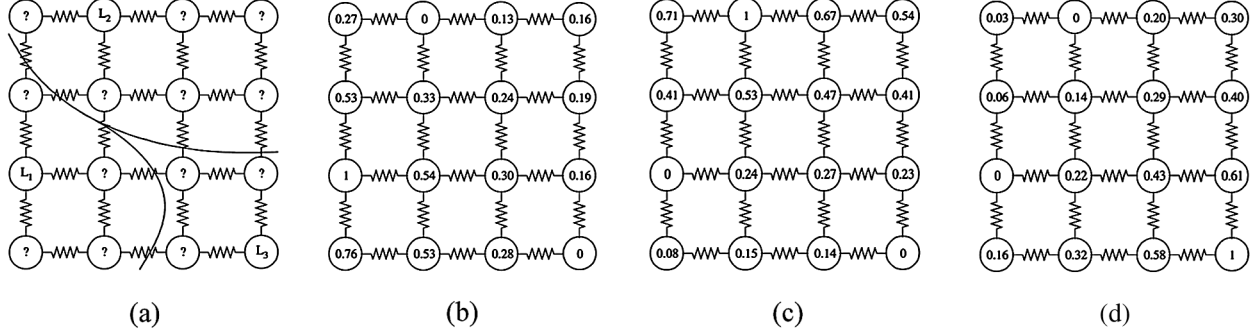 ? L₂ ? ?
? ? ? ?
L₁ ? ? ?
? ? ? L₃
(a)
0.27 0 0.13 0.16
0.53 0.33 0.24 0.19
1 0.54 0.30 0.16
0.76 0.53 0.28 0
(b)
0.71 1 0.67 0.54
0.41 0.53 0.47 0.41
0 0.24 0.27 0.23
0.08 0.15 0.14 0
(c)
0.03 0 0.20 0.30
0.06 0.14 0.29 0.40
0 0.22 0.43 0.61
0.16 0.32 0.58 1
(d)